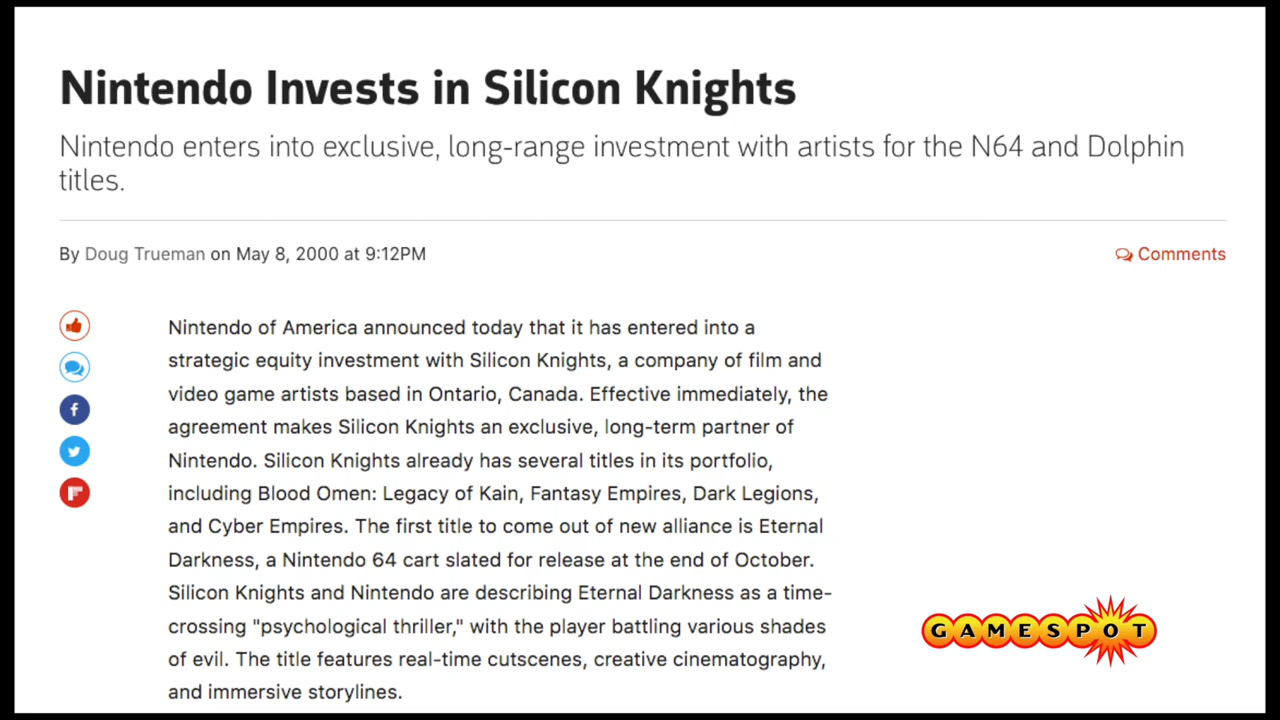 Nintendo Invests in Silicon Knights
Nintendo enters into exclusive, long-range investment with artists for the N64 and Dolphin
titles.
By Doug Trueman on May 8, 2000 at 9:12PM
Comments
Nintendo of America announced today that it has entered into a
strategic equity investment with Silicon Knights, a company of film and
video game artists based in Ontario, Canada. Effective immediately, the
agreement makes Silicon Knights an exclusive, long-term partner of
Nintendo. Silicon Knights already has several titles in its portfolio,
including Blood Omen: Legacy of Kain, Fantasy Empires, Dark Legions,
and Cyber Empires. The first title to come out of new alliance is Eternal
Darkness, a Nintendo 64 cart slated for release at the end of October.
Silicon Knights and Nintendo are describing Eternal Darkness as a time-
crossing "psychological thriller," with the player battling various shades
of evil. The title features real-time cutscenes, creative cinematography,
and immersive storylines.
GAMESPOT